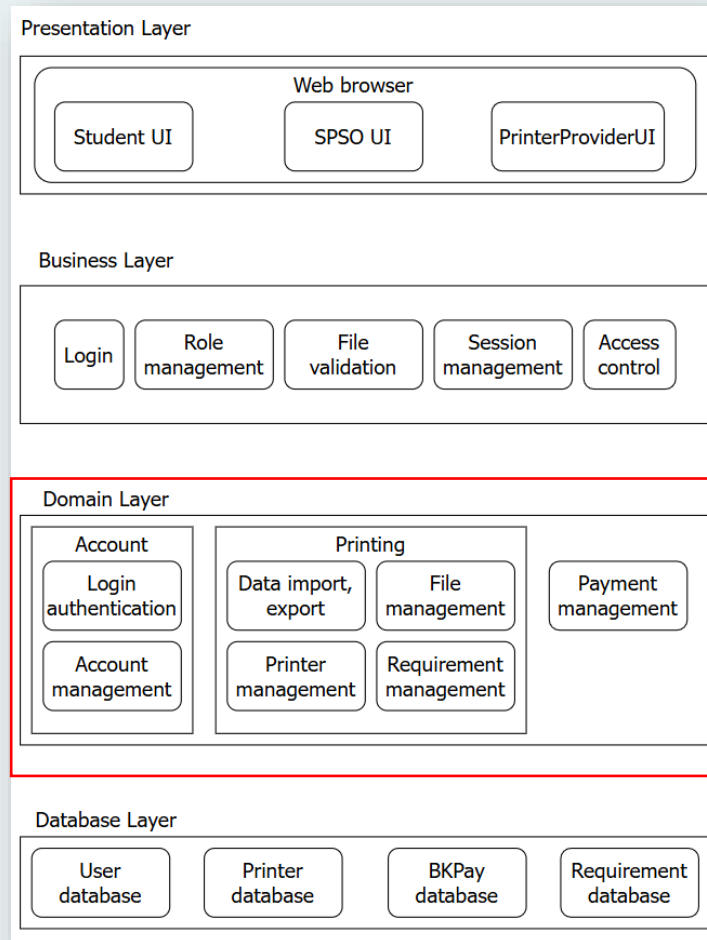 Presentation Layer
Web browser
Student UI
SPSO UI
PrinterProviderUI
Business Layer
Login
Role
management
File
validation
Session
management
Access
control
Domain Layer
Account
Login
authentication
Account
management
Printing
Data import,
export
File
management
Printer
management
Requirement
management
Payment
management
Database Layer
User
database
Printer
database
BKPay
database
Requirement
database